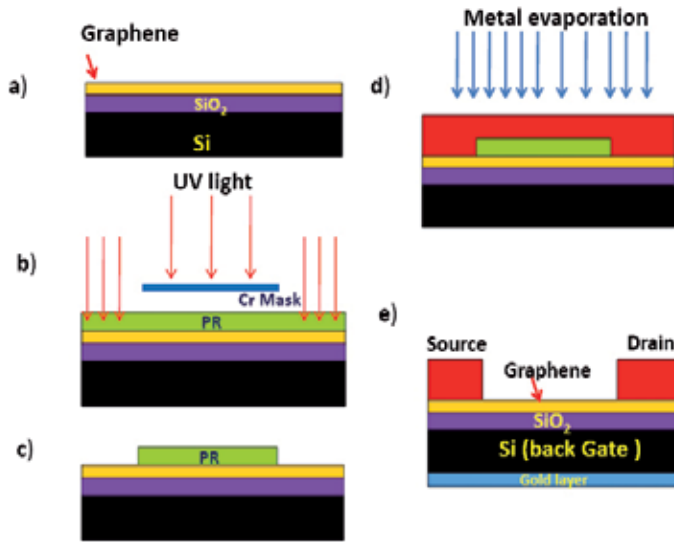 Graphene
a)
SiO2
Si
UV light
b)
Cr Mask
PR
c)
PR
Metal evaporation
d)
e)
Source
Drain
Graphene
SiO2
Si (back Gate )
Gold layer